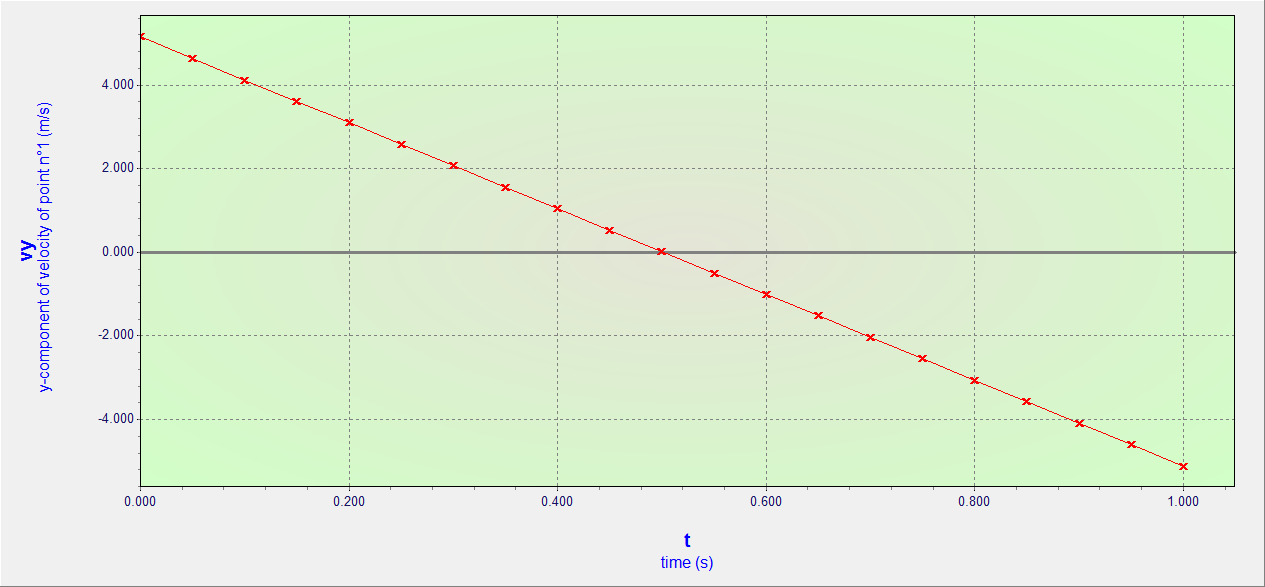 vy
y-component of velocity of point n°1 (m/s)
4.000
2.000
0.000
-2.000
-4.000
0.000 0.200 0.400 0.600 0.800 1.000
t
time (s)